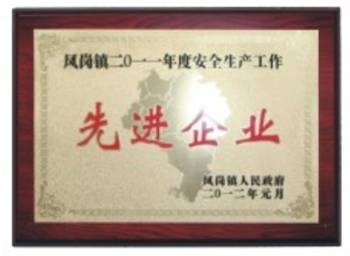 凤岗镇二〇一一年度安全生产工作
先进企业
凤岗镇人民政府
二〇一二年元月